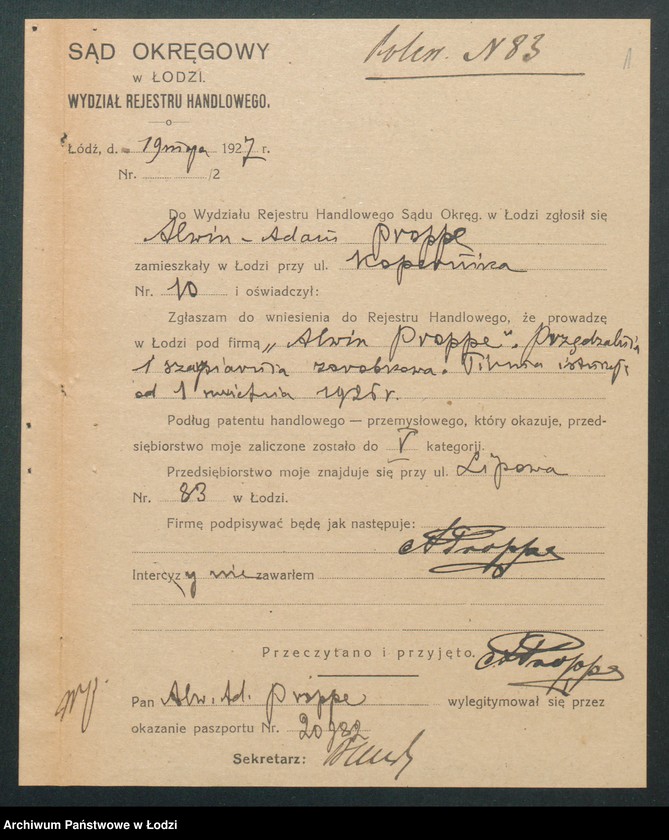 SĄD OKRĘGOWY
w ŁODZI.
WYDZIAŁ REJESTRU HANDLOWEGO.
N 83
1
Łódź, d. 19 maja 1927 r.
Nr. /2
Do Wydziału Rejestru Handlowego Sądu Okręg. w Łodzi zgłosił się
Alwin-Adam Proppe
zamieszkały w Łodzi przy ul. Kopernika
Nr. 10 i oświadczył:
Zgłaszam do wniesienia do Rejestru Handlowego, że prowadzę
w Łodzi pod firmą „Alwin Proppe". Przędzalnia
i szarparnia zarobkowa. Firma istnieje
od 1 kwietnia 1926 r.
Podług patentu handlowego — przemysłowego, który okazuje, przed-
siębiorstwo moje zaliczone zostało do V kategorji.
Przedsiębiorstwo moje znajduje się przy ul. Lipowa
Nr. 83 w Łodzi.
Firmę podpisywać będę jak następuje:
A Proppe
Intercyzy nie zawarłem
Przeczytano i przyjęto. A Proppe
Pan Alw. Ad. Proppe wylegitymował się przez
okazanie paszportu Nr.
Sekretarz:
Archiwum Państwowe w Łodzi